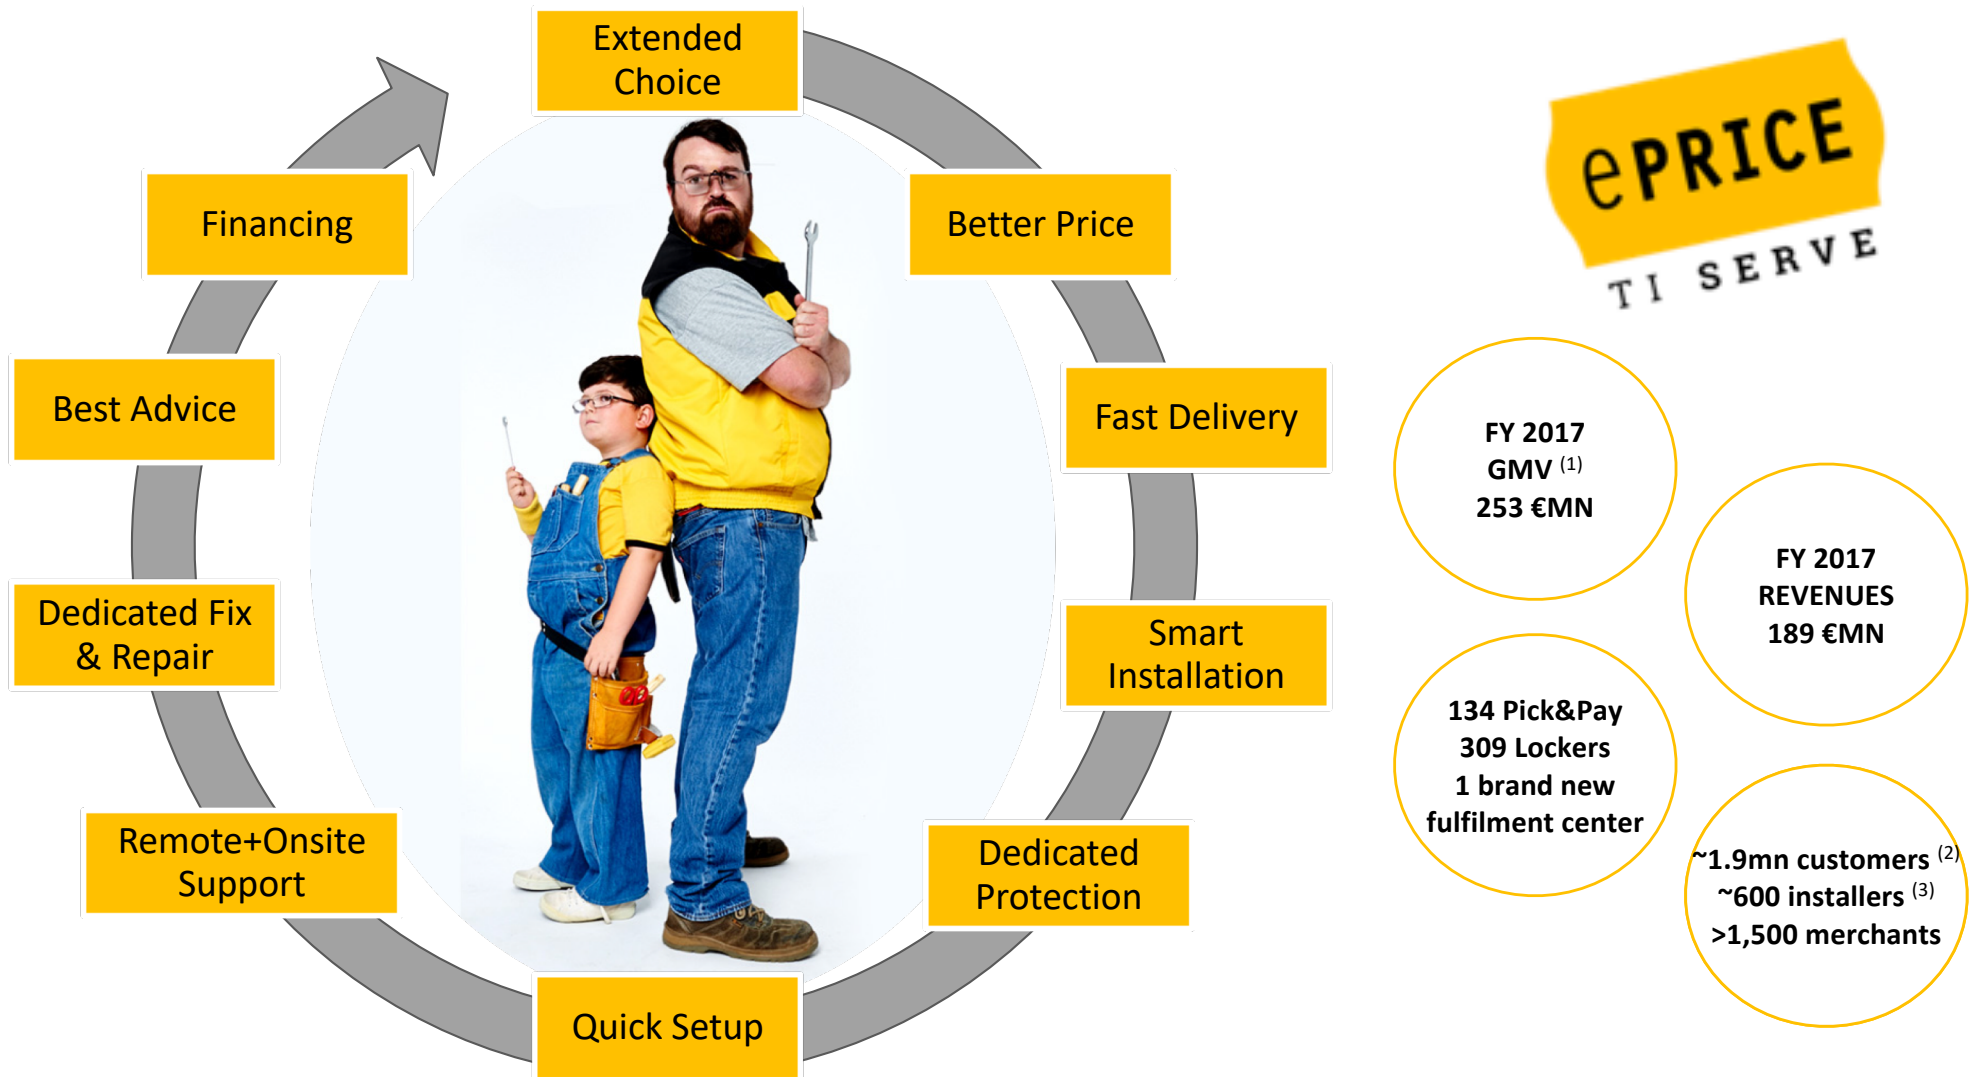 Extended
Choice
Better Price
Fast Delivery
Smart
Installation
Dedicated
Protection
Quick Setup
Remote+Onsite
Support
Dedicated Fix
& Repair
Best Advice
Financing
ePRICE
TI SERVE
FY 2017
GMV (1)
253 €MN
FY 2017
REVENUES
189 €MN
134 Pick&Pay
309 Lockers
1 brand new
fulfilment center
~1.9mn customers (2)
~600 installers (3)
>1,500 merchants